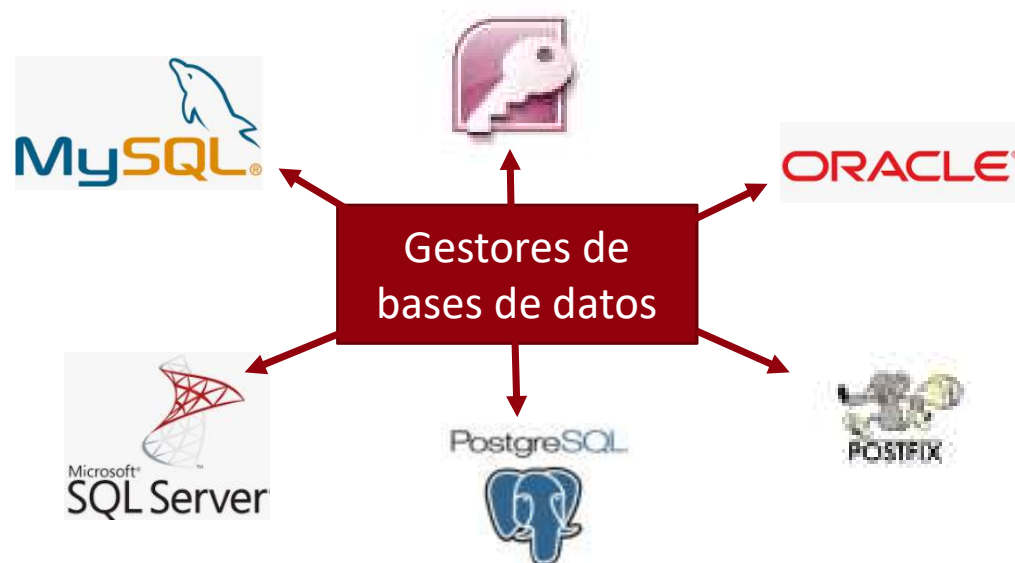 MySQL®
ORACLE®
Gestores de
bases de datos
Microsoft®
SQL Server
PostgreSQL
POSTFIX